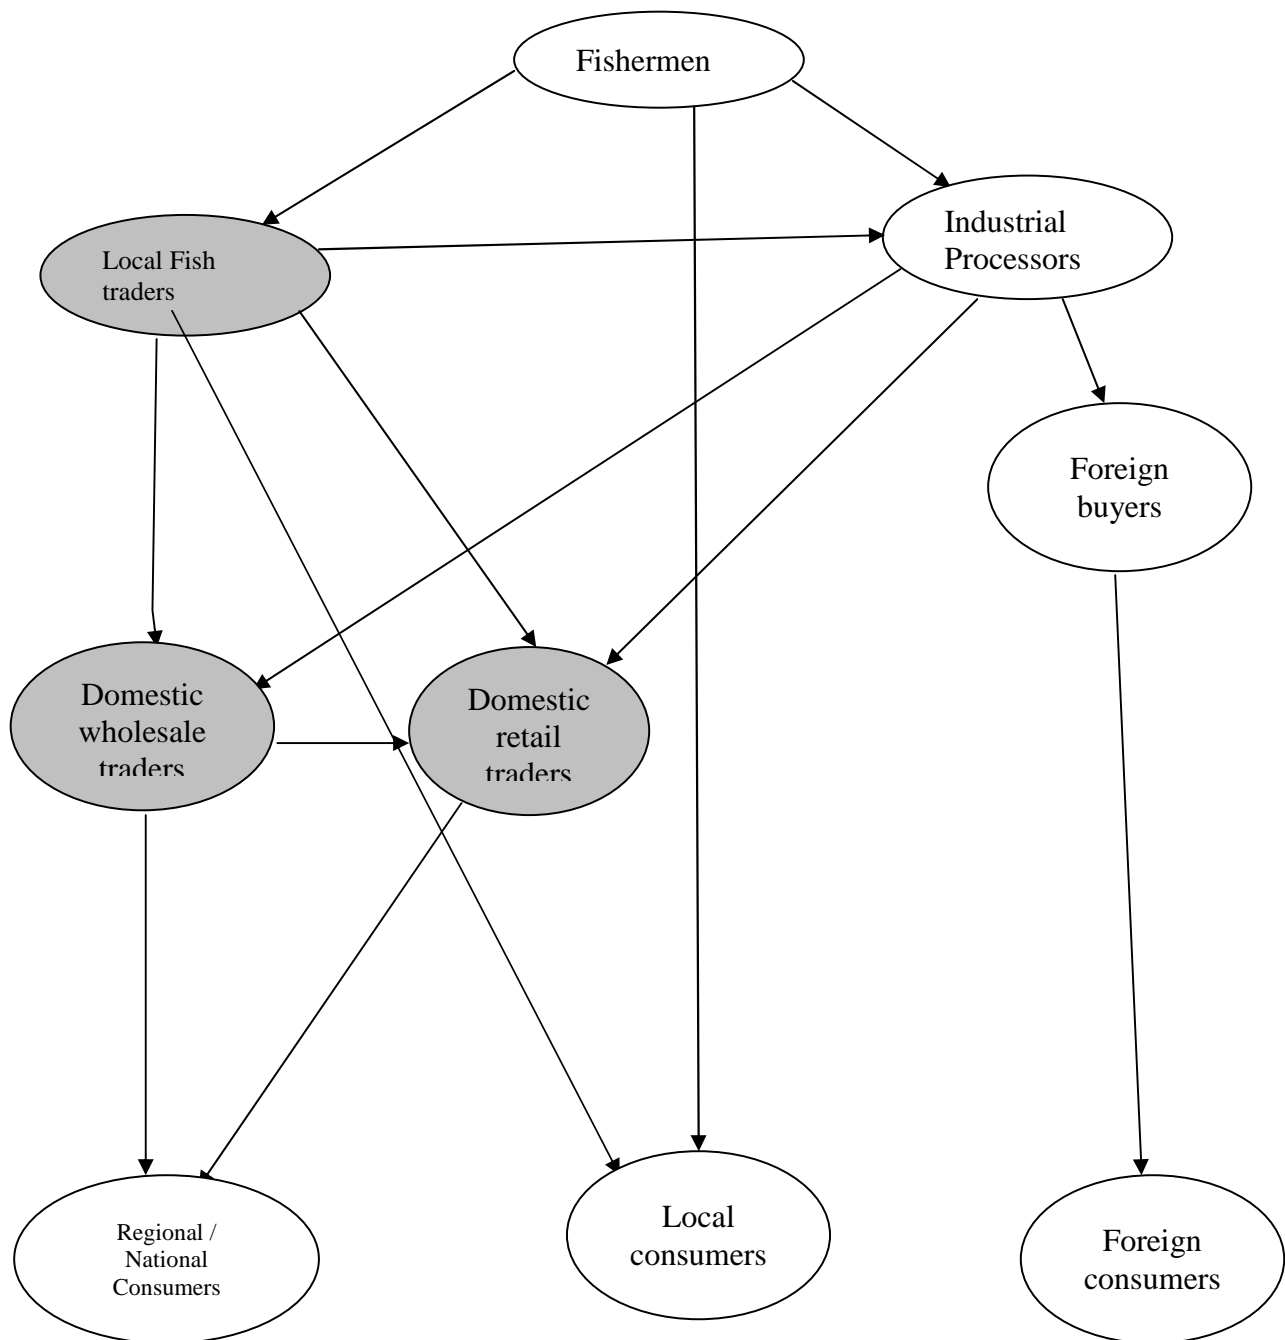 Fishermen
Industrial
Processors
Local Fish
traders
Foreign
buyers
Domestic
wholesale
traders
Domestic
retail
traders
Regional /
National
Consumers
Local
consumers
Foreign
consumers